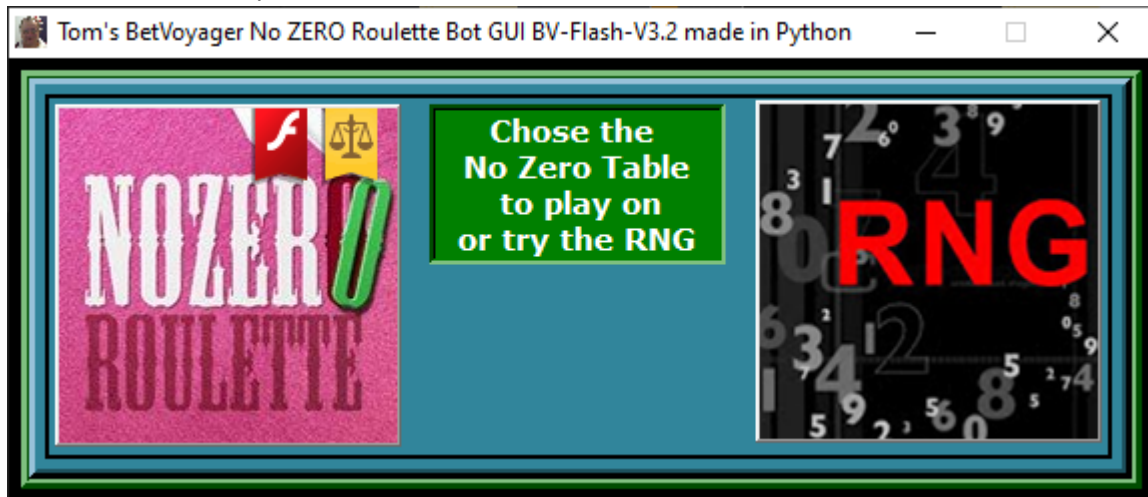 Tom's BetVoyager No ZERO Roulette Bot GUI BV-Flash-V3.2 made in Python
NOZERO
ROULETTE
Chose the
No Zero Table
to play on
or try the RNG
RNG